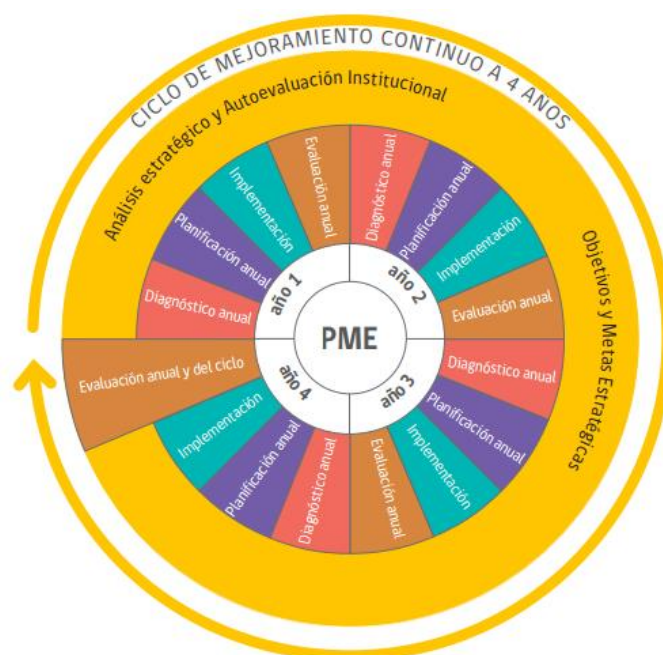 CICLO DE MEJORAMIENTO CONTINUO A 4 AÑOS
Análisis estratégico y Autoevaluación Institucional
Objetivos y Metas Estratégicas
PME
año 1
Diagnóstico anual
Planificación anual
Implementación
Evaluación anual
año 2
Diagnóstico anual
Planificación anual
Implementación
Evaluación anual
año 3
Diagnóstico anual
Planificación anual
Implementación
Evaluación anual
año 4
Diagnóstico anual
Planificación anual
Implementación
Evaluación anual y del ciclo